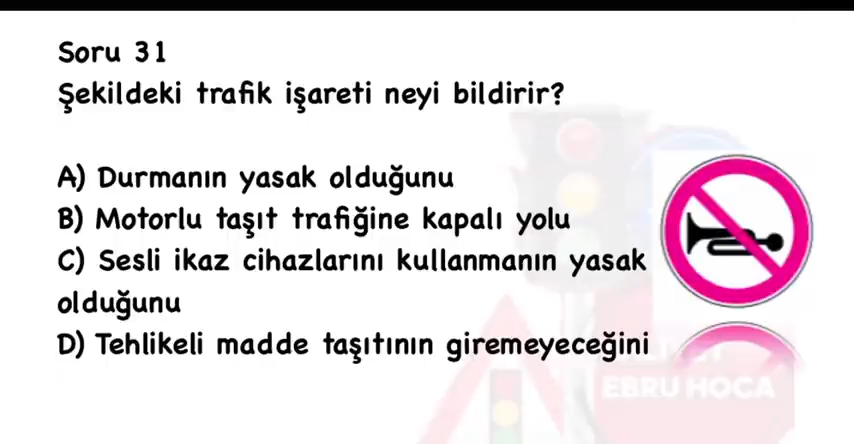 Soru 31
Şekildeki trafik işareti neyi bildirir?
A) Durmanın yasak olduğunu
B) Motorlu taşıt trafiğine kapalı yolu
C) Sesli ikaz cihazlarını kullanmanın yasak
olduğunu
D) Tehlikeli madde taşıtının giremeyeceğini
EBRU HOCA